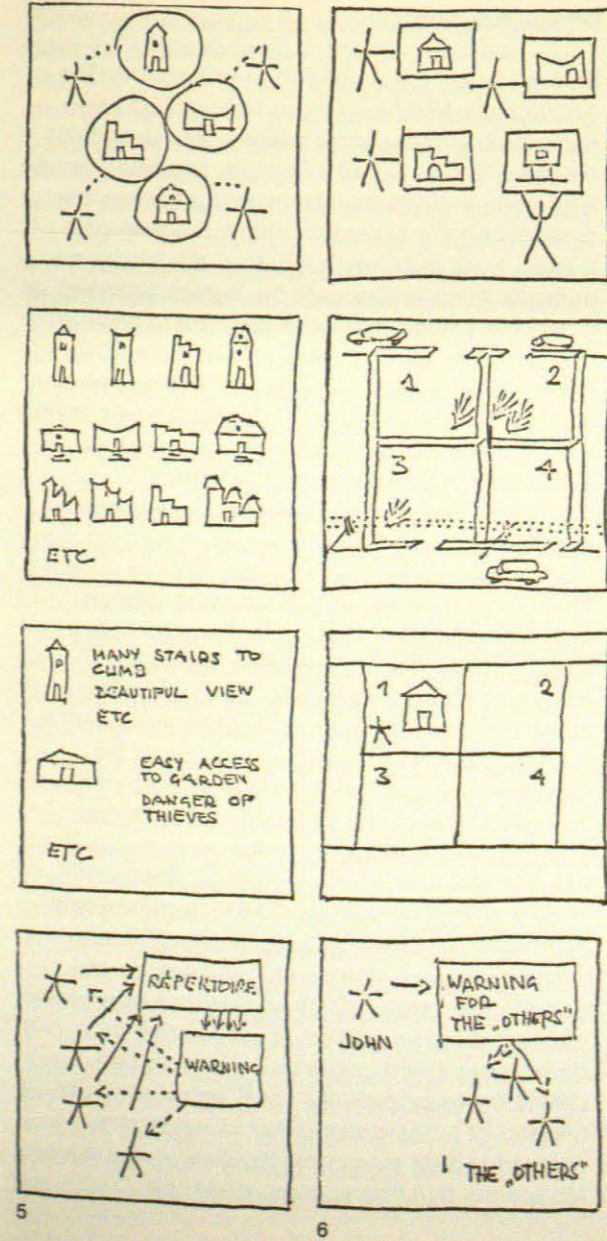 ETC
MANY STAIRS TO
CLIMB
BEAUTIFUL VIEW
ETC
EASY ACCESS
TO GARDEN
DANGER OF
THIEVES
ETC
RÉPERTOIRE
WARNING
5
1 2
3 4
1 2
3 4
WARNING
FOR
THE „OTHERS"
JOHN
THE „OTHERS"
6